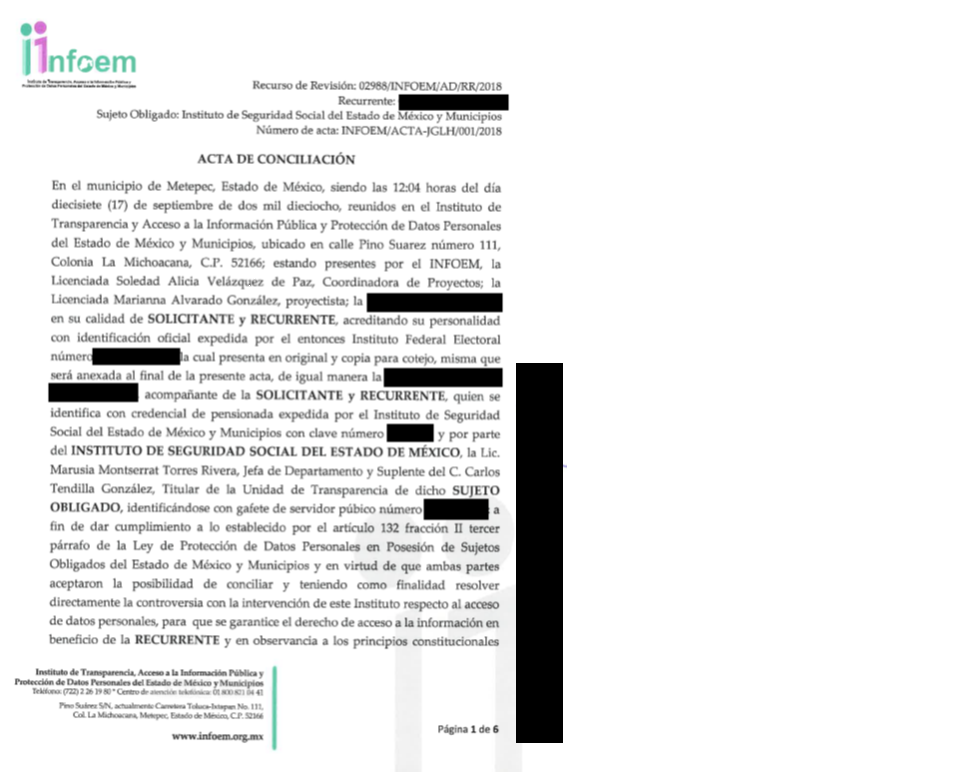 infoem
Instituto de Transparencia, Acceso a la Información Pública y
Protección de Datos Personales del Estado de México y Municipios
Recurso de Revisión: 02988/INFOEM/AD/RR/2018
Recurrente:
Sujeto Obligado: Instituto de Seguridad Social del Estado de México y Municipios
Número de acta: INFOEM/ACTA-JGLH/001/2018
ACTA DE CONCILIACIÓN
En el municipio de Metepec, Estado de México, siendo las 12:04 horas del día
diecisiete (17) de septiembre de dos mil dieciocho, reunidos en el Instituto de
Transparencia y Acceso a la Información Pública y Protección de Datos Personales
del Estado de México y Municipios, ubicado en calle Pino Suarez número 111,
Colonia La Michoacana, C.P. 52166; estando presentes por el INFOEM, la
Licenciada Soledad Alicia Velázquez de Paz, Coordinadora de Proyectos; la
Licenciada Marianna Alvarado González, proyectista; la
en su calidad de SOLICITANTE y RECURRENTE, acreditando su personalidad
con identificación oficial expedida por el entonces Instituto Federal Electoral
número la cual presenta en original y copia para cotejo, misma que
será anexada al final de la presente acta, de igual manera la
acompañante de la SOLICITANTE y RECURRENTE, quien se
identifica con credencial de pensionada expedida por el Instituto de Seguridad
Social del Estado de México y Municipios con clave número y por parte
del INSTITUTO DE SEGURIDAD SOCIAL DEL ESTADO DE MÉXICO, la Lic.
Marusia Montserrat Torres Rivera, Jefa de Departamento y Suplente del C. Carlos
Tendilla González, Titular de la Unidad de Transparencia de dicho SUJETO
OBLIGADO, identificándose con gafete de servidor púbico número ; a
fin de dar cumplimiento a lo establecido por el artículo 132 fracción II tercer
párrafo de la Ley de Protección de Datos Personales en Posesión de Sujetos
Obligados del Estado de México y Municipios y en virtud de que ambas partes
aceptaron la posibilidad de conciliar y teniendo como finalidad resolver
directamente la controversia con la intervención de este Instituto respecto al acceso
de datos personales, para que se garantice el derecho de acceso a la información en
beneficio de la RECURRENTE y en observancia a los principios constitucionales
Instituto de Transparencia, Acceso a la Información Pública y
Protección de Datos Personales del Estado de México y Municipios
Teléfono: (722) 2 26 19 80 * Centro de atención telefónica: 01 800 821 04 41
Pino Suárez S/N, actualmente Carretera Toluca-Ixtapan No. 111,
Col. La Michoacana, Metepec, Estado de México, C.P. 52166
www.infoem.org.mx
Página 1 de 6